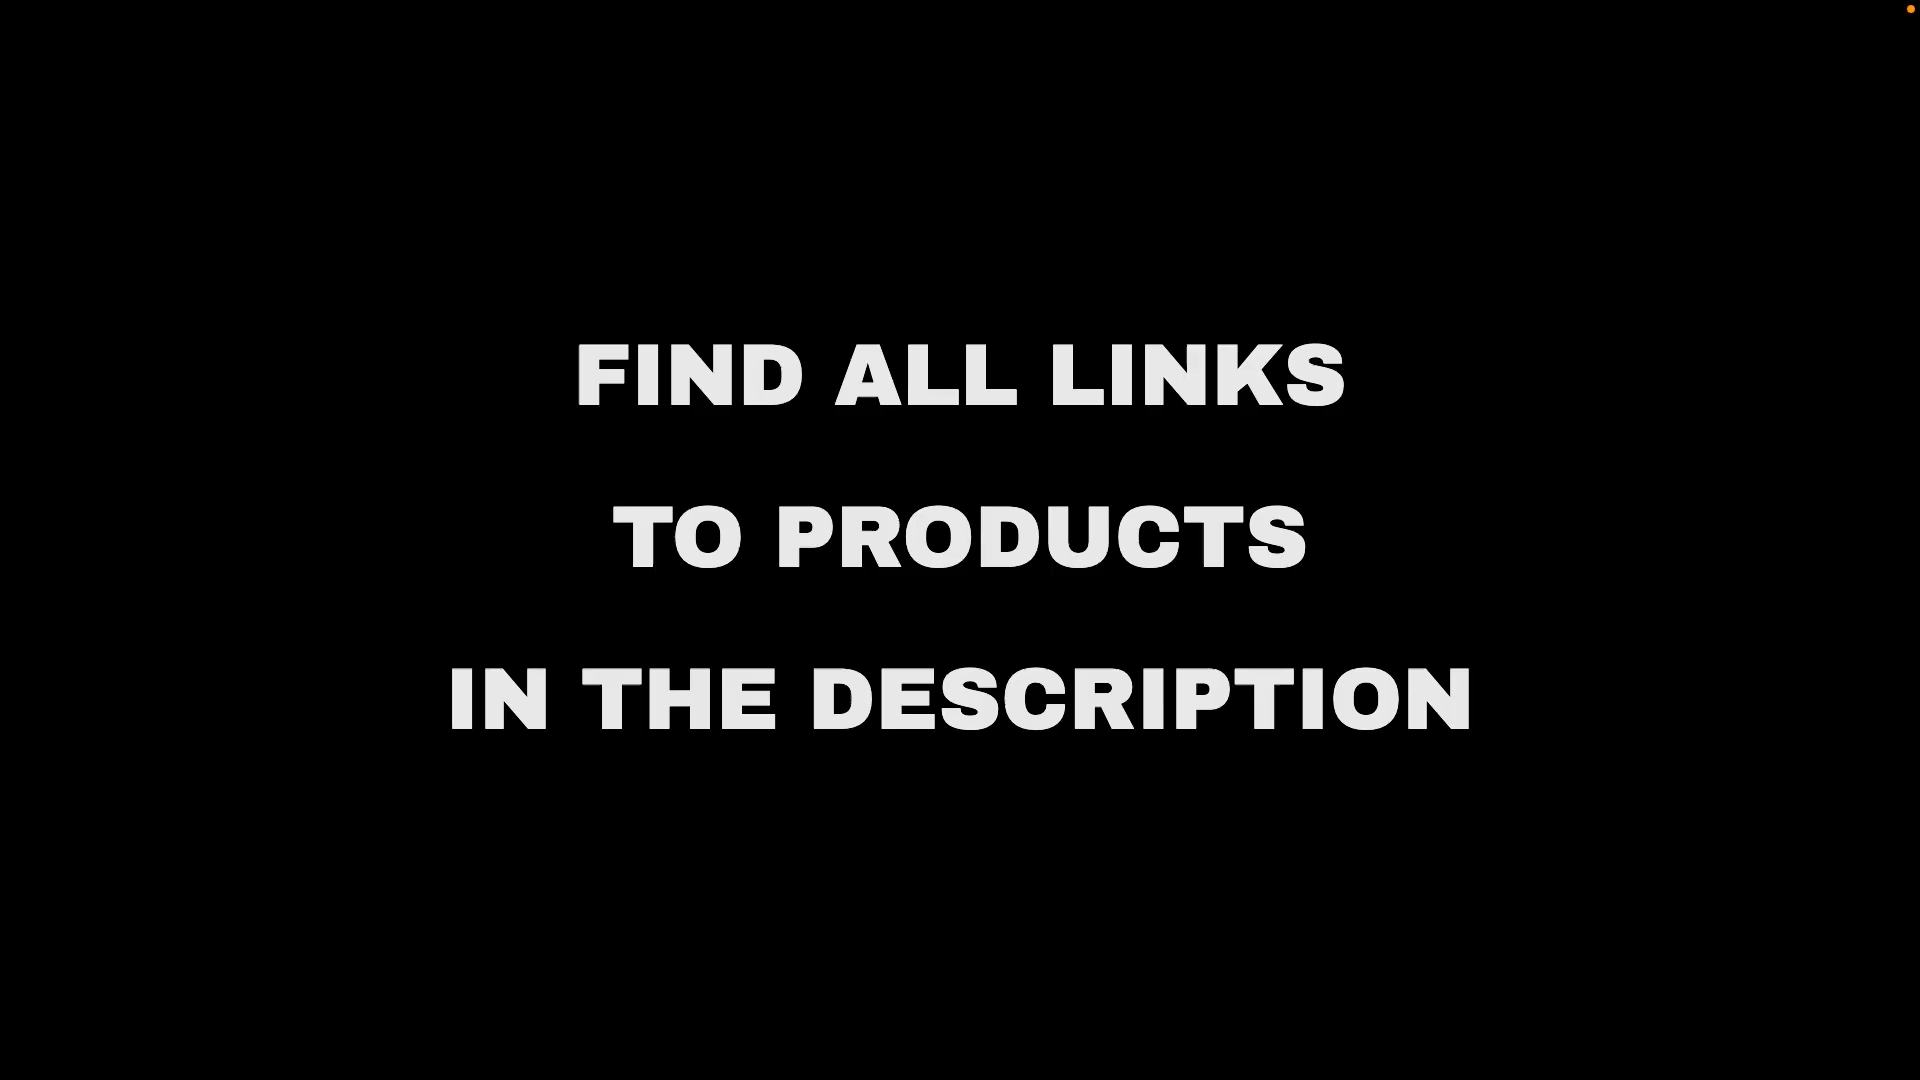 FIND ALL LINKS
TO PRODUCTS
IN THE DESCRIPTION